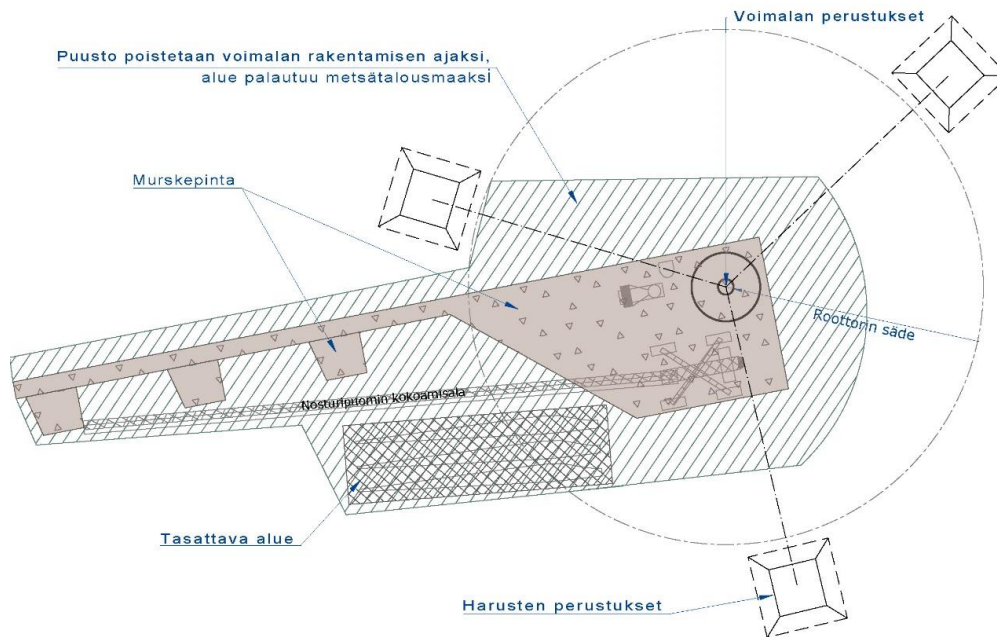 Voimalan perustukset
Puusto poistetaan voimalan rakentamisen ajaksi,
alue palautuu metsätalousmaaksi
Murskepinta
Roottorin säde
Nosturipuomin kokoamisala
Tasattava alue
Harusten perustukset